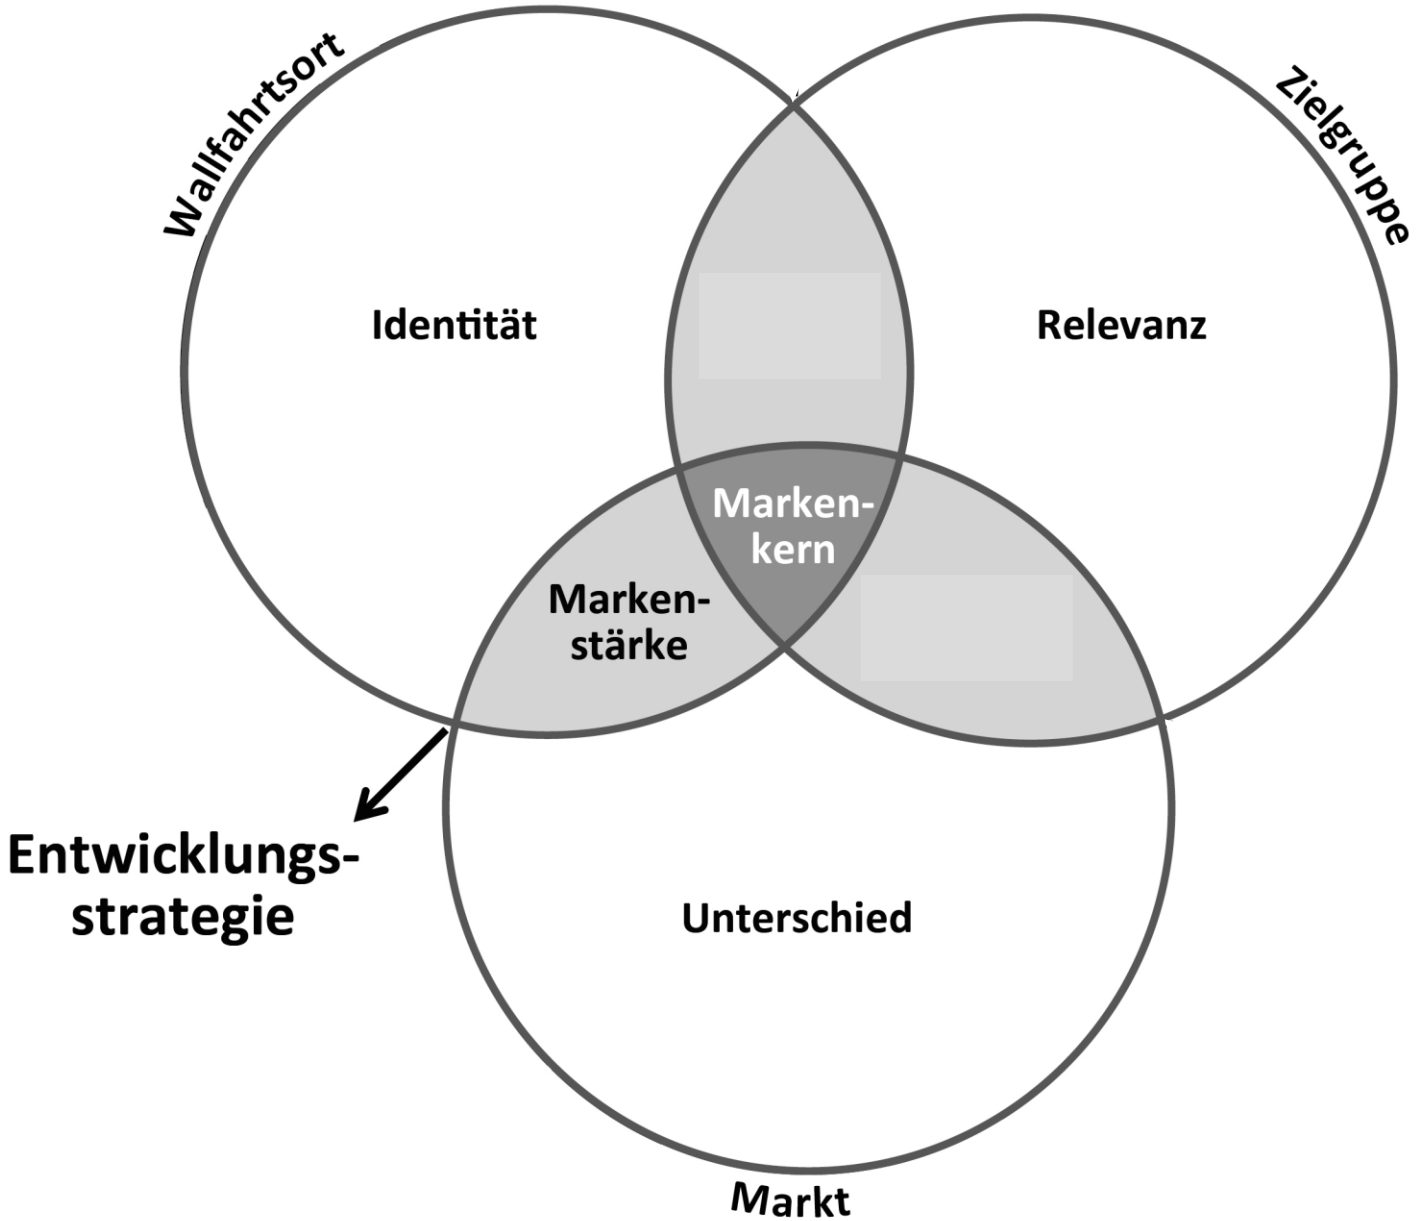 Wallfahrtsort
Zielgruppe
Identität
Relevanz
Marken-
kern
Marken-
stärke
Entwicklungs-
strategie
Unterschied
Markt